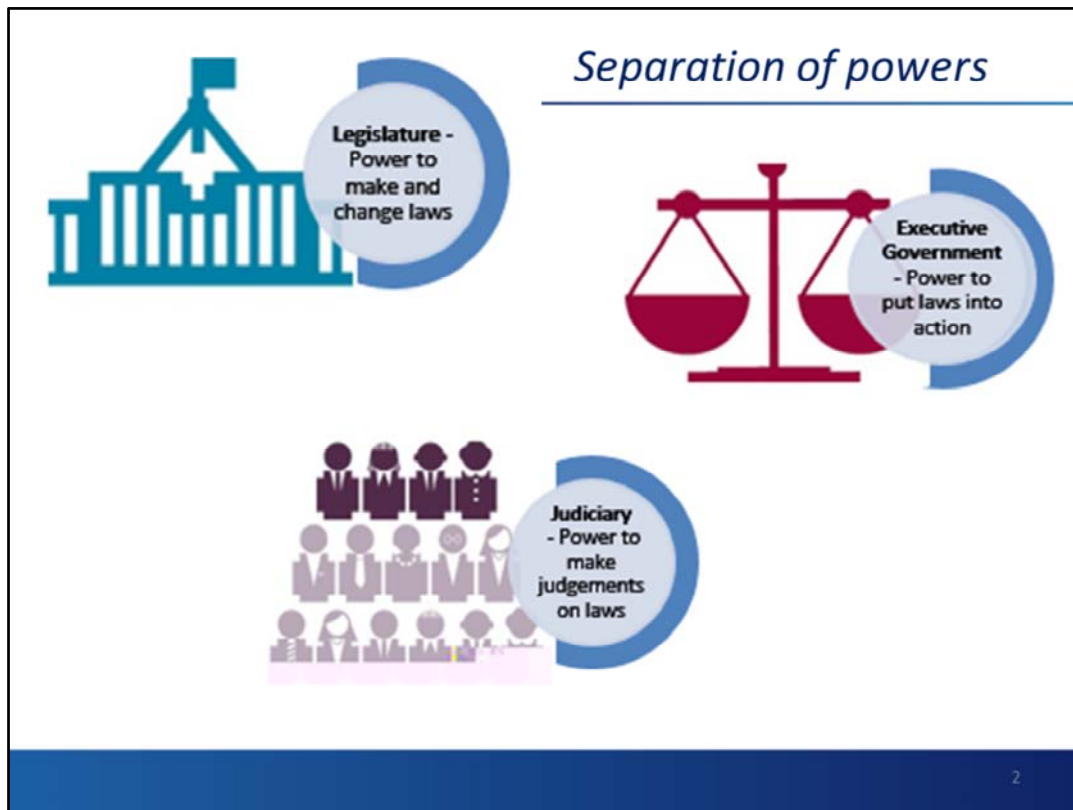 Separation of powers
Legislature -
Power to
make and
change laws
Executive
Government
- Power to
put laws into
action
Judiciary
- Power to
make
judgements
on laws
2